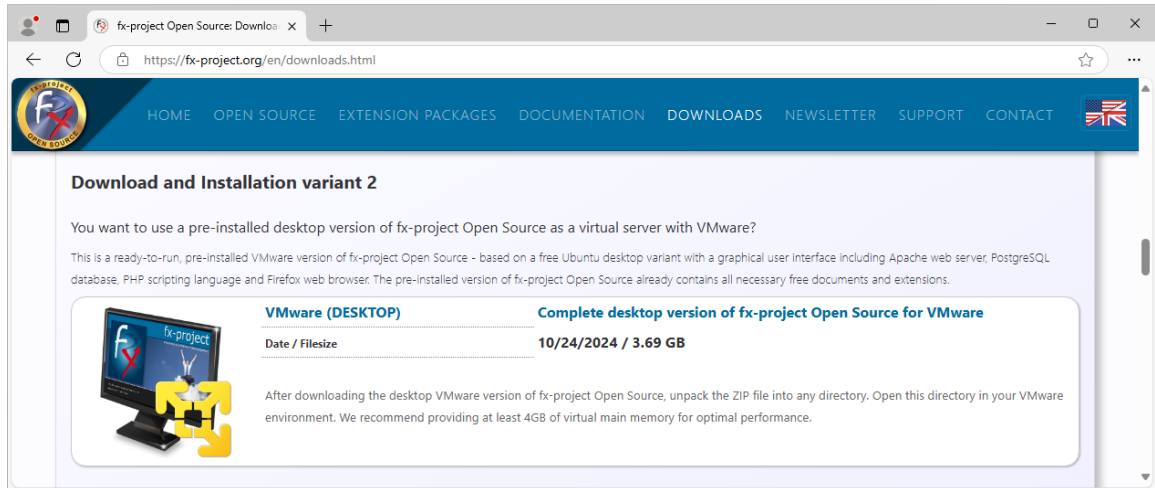 fx-project Open Source: Downloa
https://fx-project.org/en/downloads.html
fx-project
Fx
OPEN SOURCE
HOME OPEN SOURCE EXTENSION PACKAGES DOCUMENTATION DOWNLOADS NEWSLETTER SUPPORT CONTACT
Download and Installation variant 2
You want to use a pre-installed desktop version of fx-project Open Source as a virtual server with VMware?
This is a ready-to-run, pre-installed VMware version of fx-project Open Source - based on a free Ubuntu desktop variant with a graphical user interface including Apache web server, PostgreSQL
database, PHP scripting language and Firefox web browser. The pre-installed version of fx-project Open Source already contains all necessary free documents and extensions.
fx-project
fx
VMware (DESKTOP) Complete desktop version of fx-project Open Source for VMware
Date / Filesize 10/24/2024 / 3.69 GB
After downloading the desktop VMware version of fx-project Open Source, unpack the ZIP file into any directory. Open this directory in your VMware
environment. We recommend providing at least 4GB of virtual main memory for optimal performance.